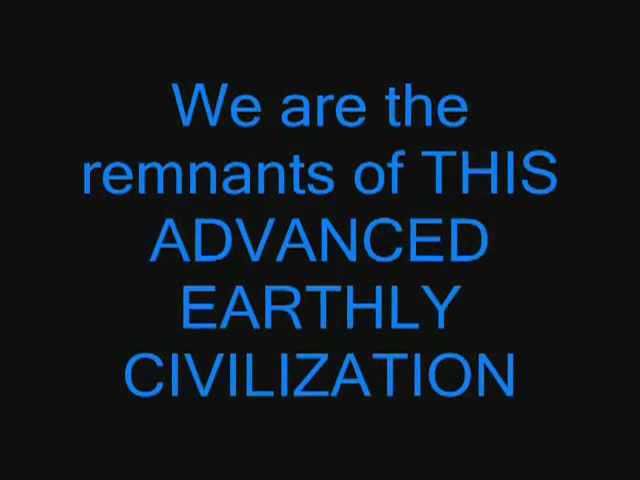 We are the
remnants of THIS
ADVANCED
EARTHLY
CIVILIZATION